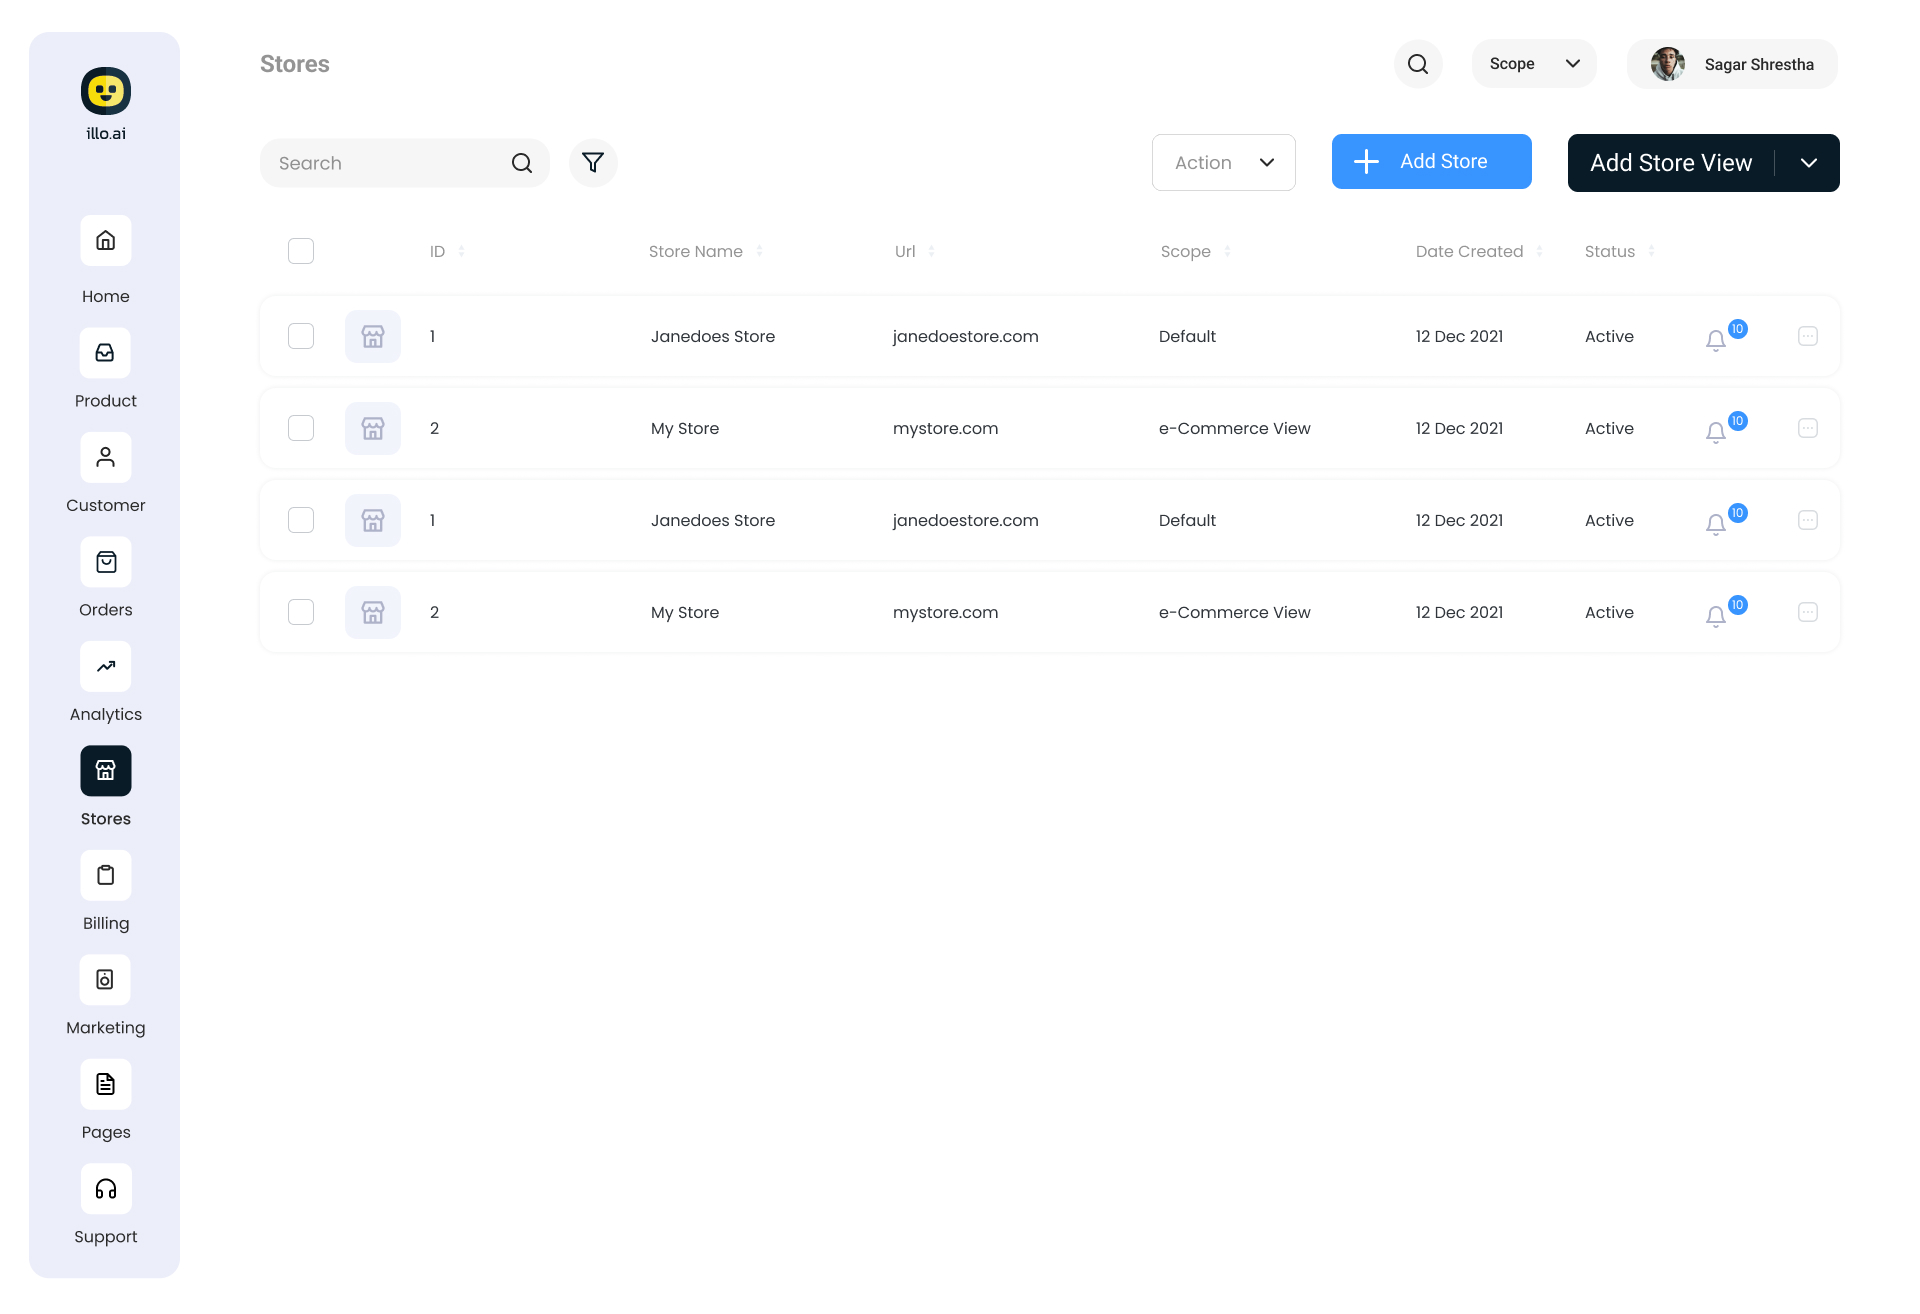 illo.ai
Home
Product
Customer
Orders
Analytics
Stores
Billing
Marketing
Pages
Support
Stores
Scope
Sagar Shrestha
Search
Action
Add Store
Add Store View
ID Store Name Url Scope Date Created Status
1 Janedoes Store janedoestore.com Default 12 Dec 2021 Active 10
2 My Store mystore.com e-Commerce View 12 Dec 2021 Active 10
1 Janedoes Store janedoestore.com Default 12 Dec 2021 Active 10
2 My Store mystore.com e-Commerce View 12 Dec 2021 Active 10